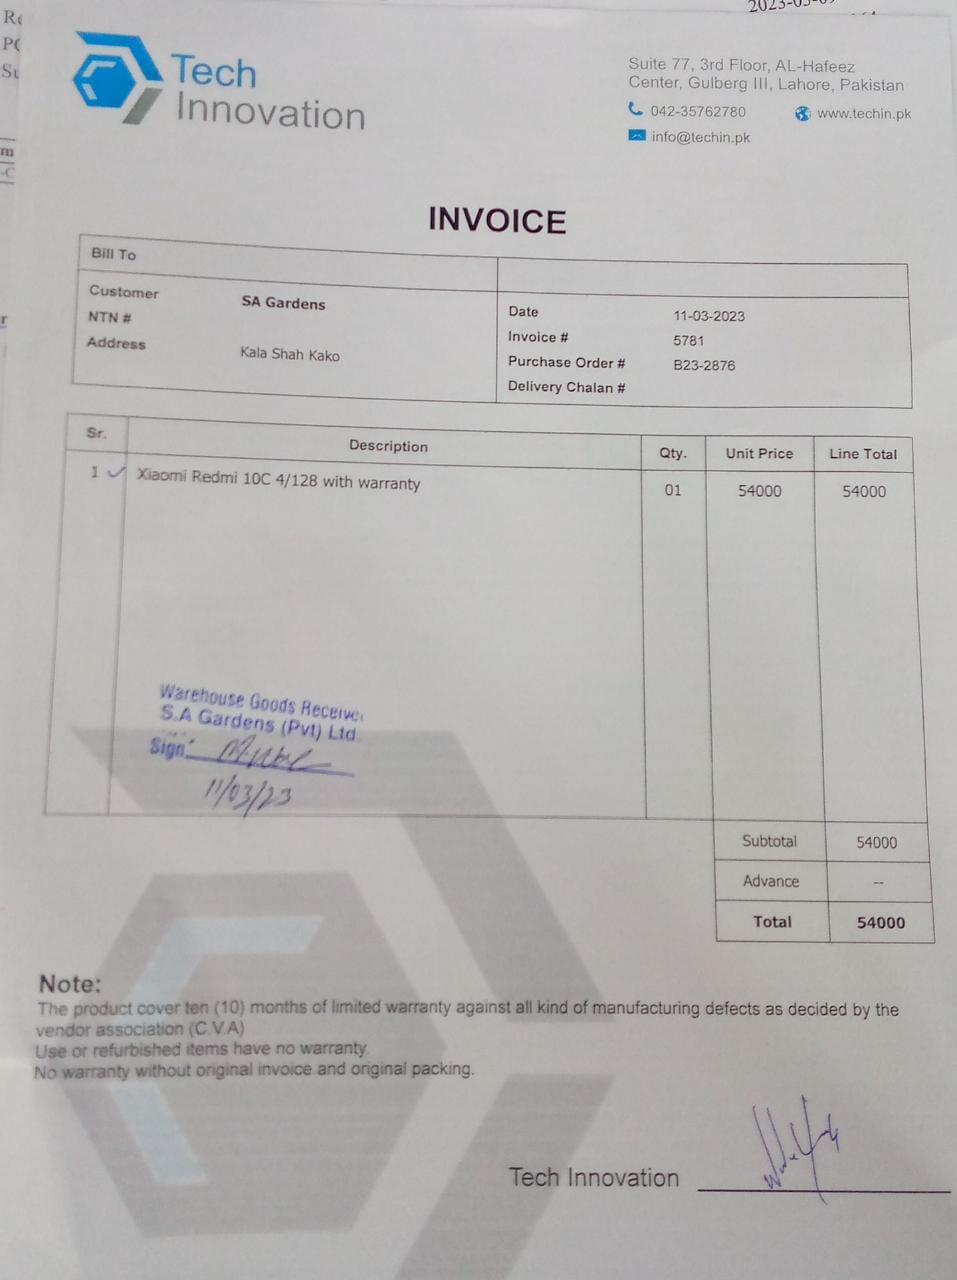 2023-03-0
Re
PO
Su
m
-C
r
Tech
Innovation
Suite 77, 3rd Floor, AL-Hafeez
Center, Gulberg III, Lahore, Pakistan
042-35762780 www.techin.pk
info@techin.pk
INVOICE
Bill To
Customer SA Gardens
NTN #
Address Kala Shah Kako
Date 11-03-2023
Invoice # 5781
Purchase Order # B23-2876
Delivery Chalan #
Sr. Description Qty. Unit Price Line Total
1 Xiaomi Redmi 10C 4/128 with warranty 01 54000 54000
Warehouse Goods Receive
S.A Gardens (Pvt) Ltd.
Sign
11/03/23
Subtotal 54000
Advance --
Total 54000
Note:
The product cover ten (10) months of limited warranty against all kind of manufacturing defects as decided by the
vendor association (C.V.A)
Use or refurbished items have no warranty.
No warranty without original invoice and original packing.
Tech Innovation